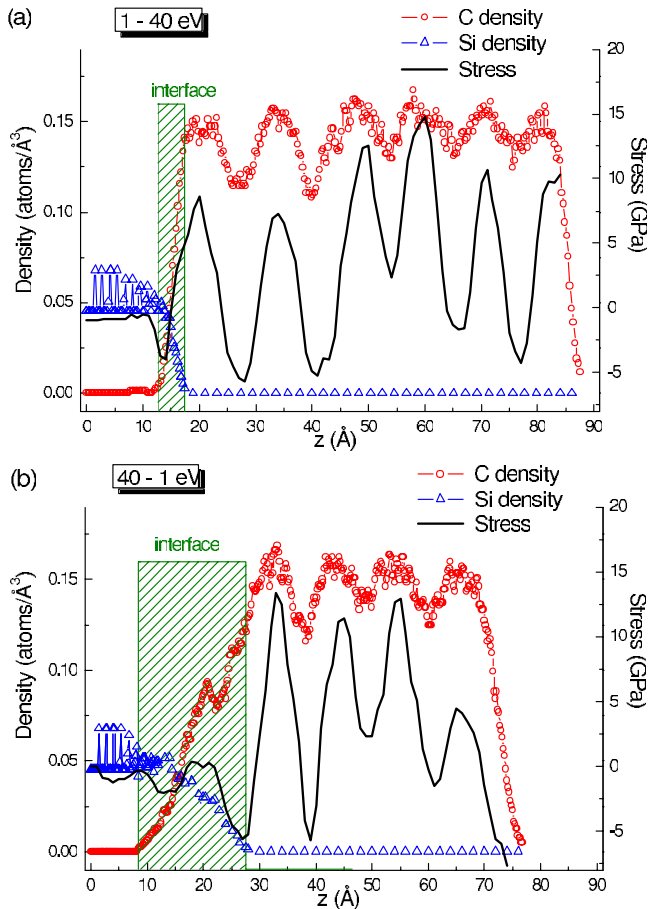 (a)
1 - 40 eV
C density
Si density
Stress
interface
Density (atoms/Å³)
0.15
0.10
0.05
0.00
20
15
10
5
0
-5
Stress (GPa)
0 10 20 30 40 50 60 70 80 90
z (Å)
(b)
40 - 1 eV
C density
Si density
Stress
interface
Density (atoms/Å³)
0.15
0.10
0.05
0.00
20
15
10
5
0
-5
Stress (GPa)
0 10 20 30 40 50 60 70 80 90
z (Å)